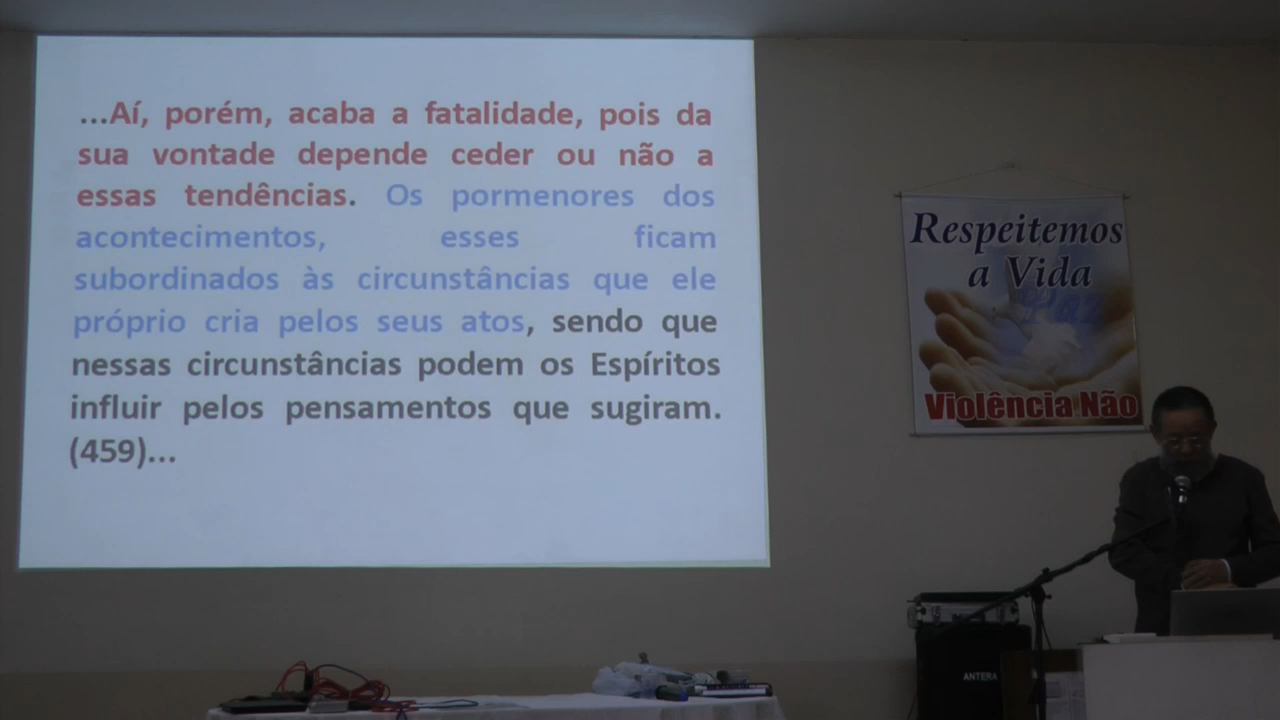 ...Aí, porém, acaba a fatalidade, pois da
sua vontade depende ceder ou não a
essas tendências. Os pormenores dos
acontecimentos, esses ficam
subordinados às circunstâncias que ele
próprio cria pelos seus atos, sendo que
nessas circunstâncias podem os Espíritos
influir pelos pensamentos que sugiram.
(459)...
Respeitemos
a Vida
Paz
Violência Não
ANTERA